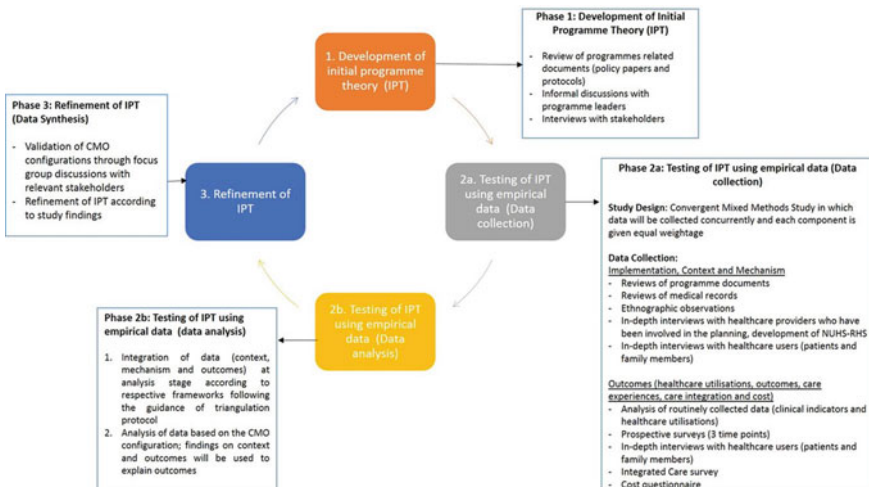 1. Development of
initial programme
theory (IPT)
Phase 1: Development of Initial
Programme Theory (IPT)
- Review of programmes related
documents (policy papers and
protocols)
- Informal discussions with
programme leaders
- Interviews with stakeholders
2a. Testing of IPT
using empirical
data (Data
collection)
Phase 2a: Testing of IPT using empirical data (Data
collection)
Study Design: Convergent Mixed Methods Study in which
data will be collected concurrently and each component is
given equal weightage
Data Collection:
Implementation, Context and Mechanism
- Reviews of programme documents
- Reviews of medical records
- Ethnographic observations
- In-depth interviews with healthcare providers who have
been involved in the planning, development of NUHS-RHS
- In-depth interviews with healthcare users (patients and
family members)
Outcomes (healthcare utilisations, outcomes, care
experiences, care integration and cost)
- Analysis of routinely collected data (clinical indicators and
healthcare utilisations)
- Prospective surveys (3 time points)
- In-depth interviews with healthcare users (patients and
family members)
- Integrated Care survey
- Cost questionnaire
2b. Testing of IPT
using empirical
data (Data
analysis)
Phase 2b: Testing of IPT using
empirical data (data analysis)
1. Integration of data (context,
mechanism and outcomes) at
analysis stage according to
respective frameworks following
the guidance of triangulation
protocol
2. Analysis of data based on the CMO
configuration; findings on context
and outcomes will be used to
explain outcomes
3. Refinement of
IPT
Phase 3: Refinement of IPT
(Data Synthesis)
- Validation of CMO
configurations through focus
group discussions with
relevant stakeholders
- Refinement of IPT according
to study findings